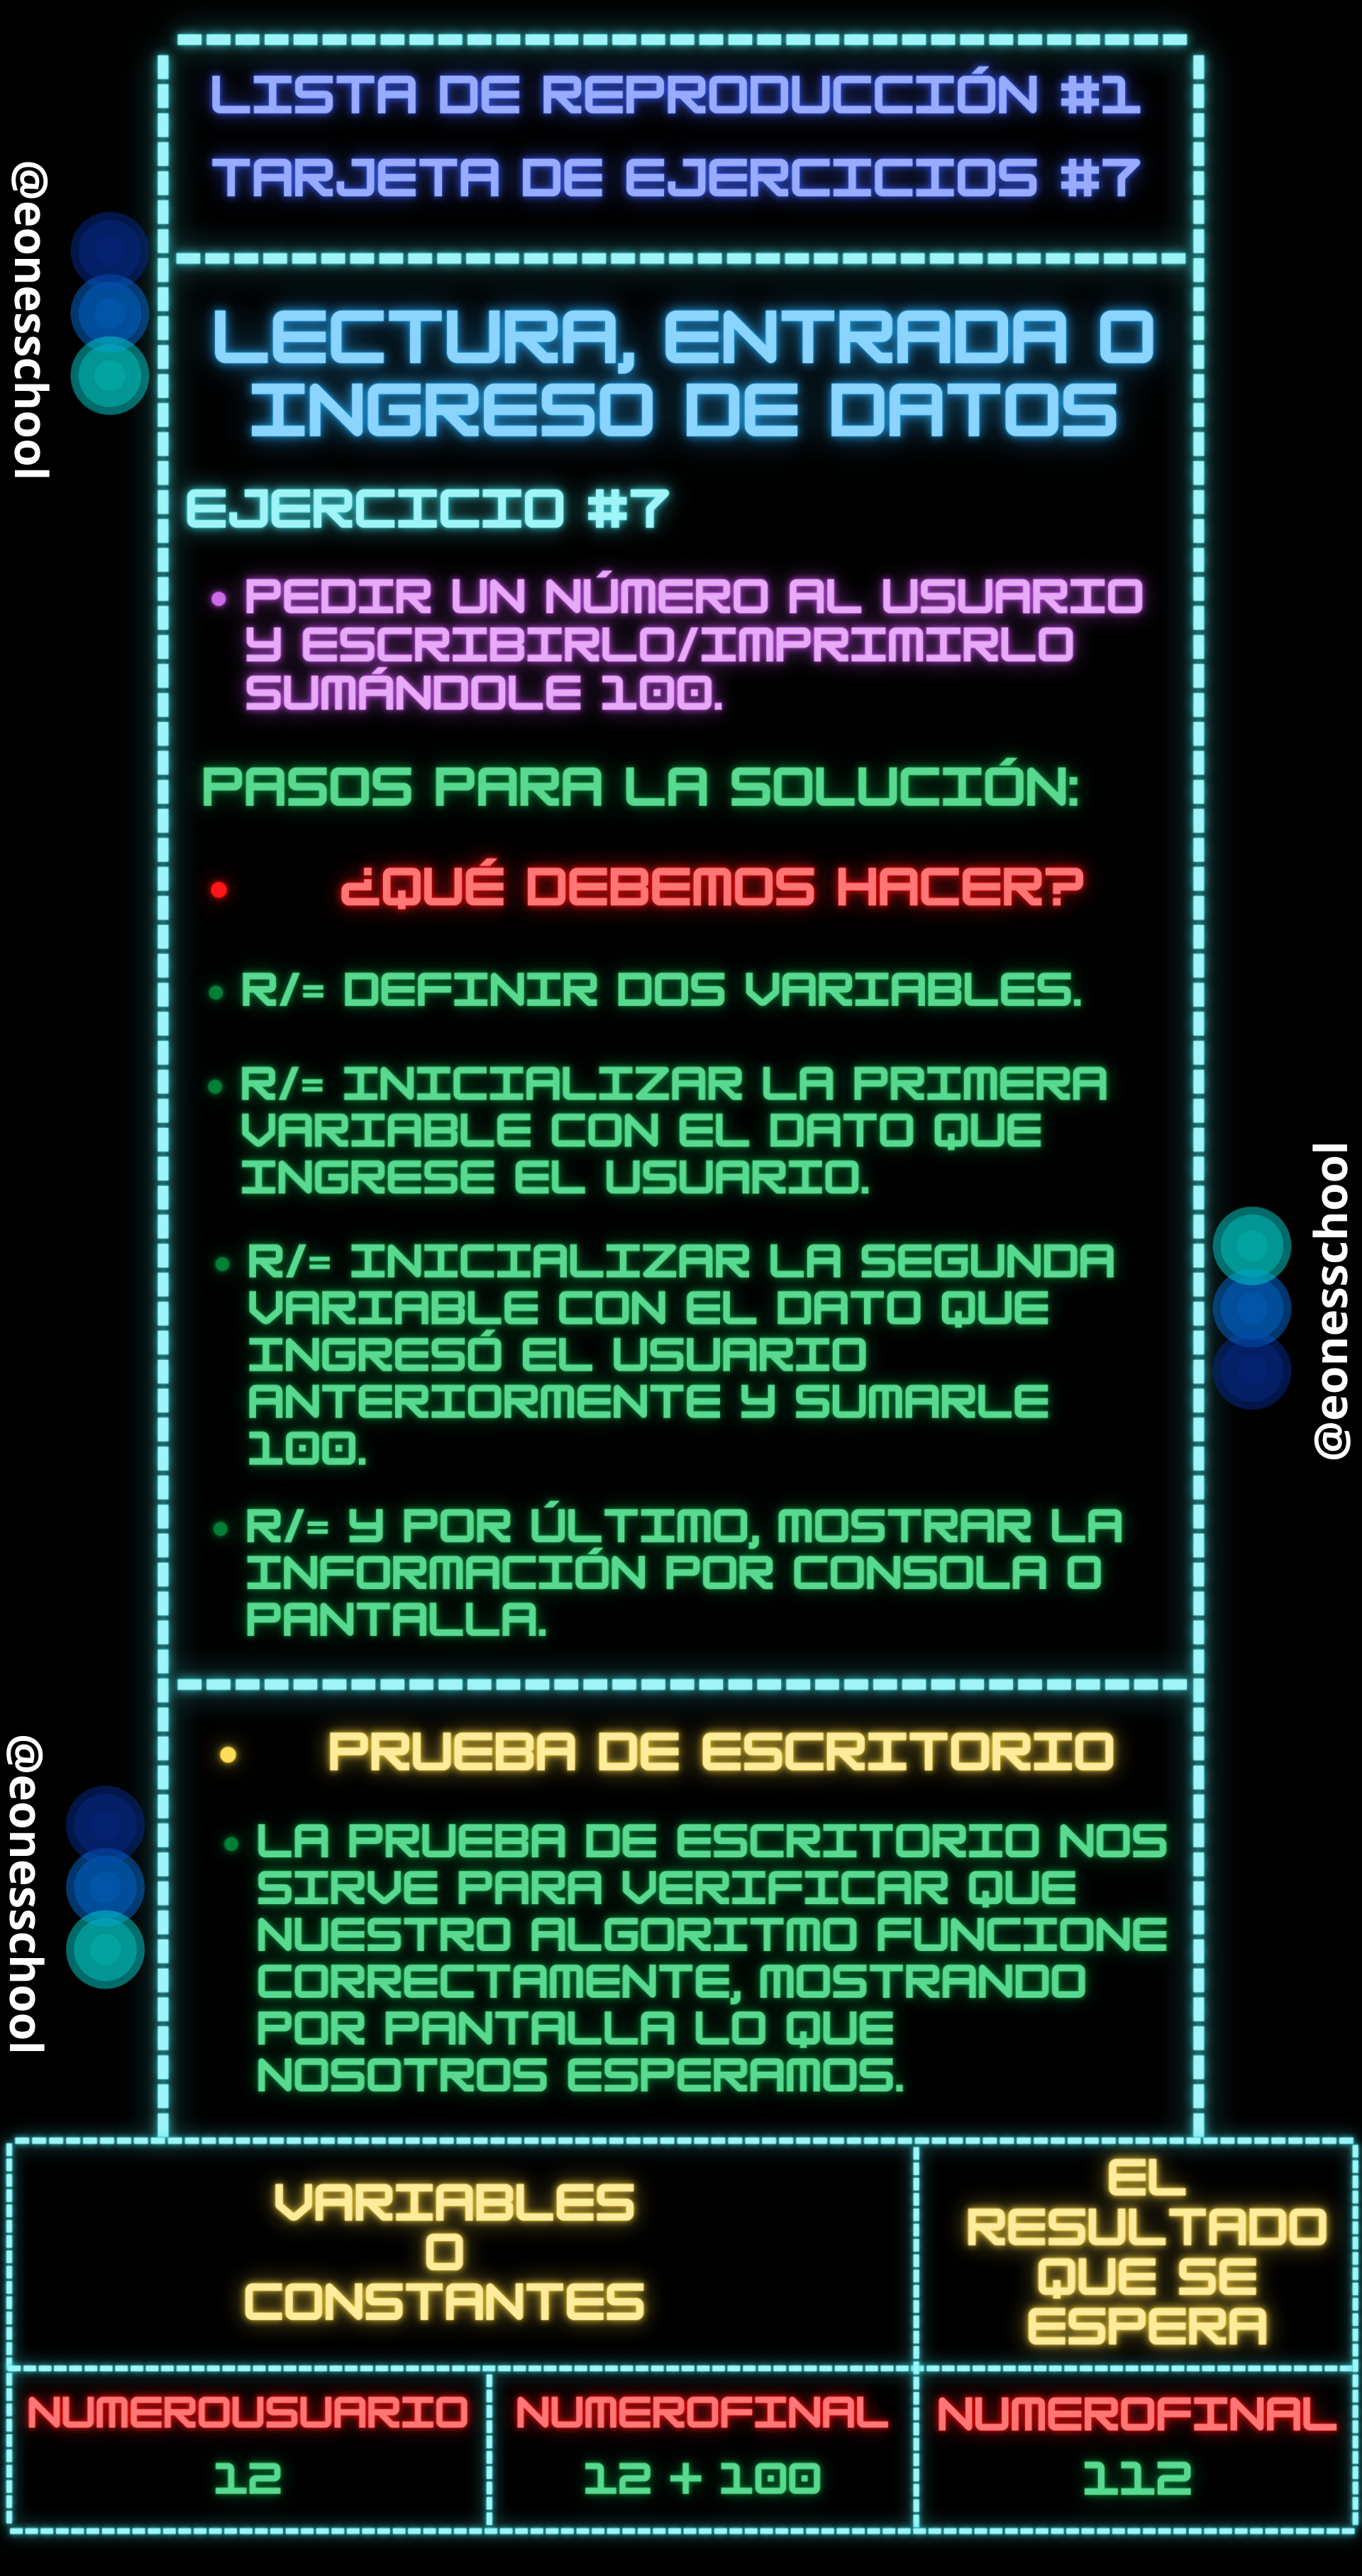 LISTA DE REPRODUCCIÓN #1
TARJETA DE EJERCICIOS #7
@eonesschool
LECTURA, ENTRADA O
INGRESO DE DATOS
EJERCICIO #7
• PEDIR UN NÚMERO AL USUARIO
Y ESCRIBIRLO/IMPRIMIRLO
SUMÁNDOLE 100.
PASOS PARA LA SOLUCIÓN:
• ¿QUÉ DEBEMOS HACER?
• R/= DEFINIR DOS VARIABLES.
• R/= INICIALIZAR LA PRIMERA
VARIABLE CON EL DATO QUE
INGRESE EL USUARIO.
@eonesschool
• R/= INICIALIZAR LA SEGUNDA
VARIABLE CON EL DATO QUE
INGRESÓ EL USUARIO
ANTERIORMENTE Y SUMARLE
100.
• R/= Y POR ÚLTIMO, MOSTRAR LA
INFORMACIÓN POR CONSOLA O
PANTALLA.
• PRUEBA DE ESCRITORIO
@eonesschool
• LA PRUEBA DE ESCRITORIO NOS
SIRVE PARA VERIFICAR QUE
NUESTRO ALGORITMO FUNCIONE
CORRECTAMENTE, MOSTRANDO
POR PANTALLA LO QUE
NOSOTROS ESPERAMOS.
VARIABLES
O
CONSTANTES
EL
RESULTADO
QUE SE
ESPERA
NUMEROUSUARIO NUMEROFINAL NUMEROFINAL
12 12 + 100 112